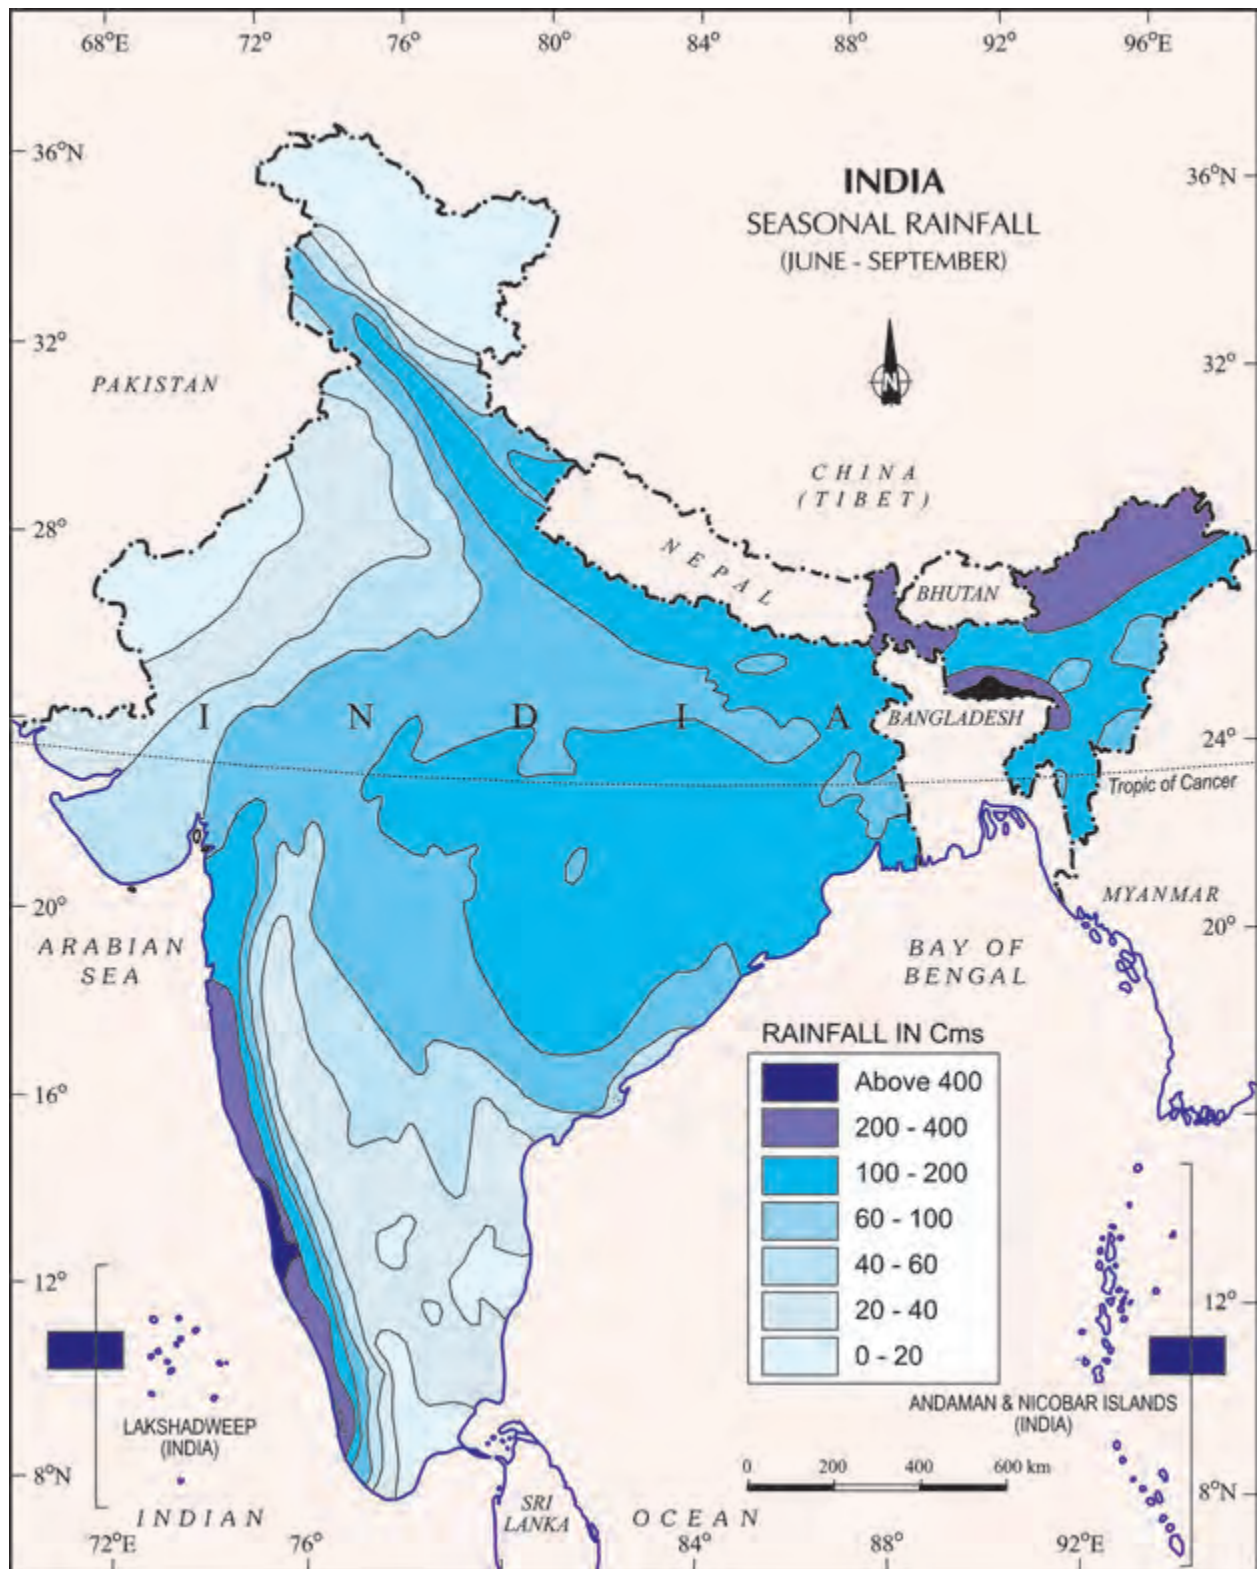 68°E 72° 76° 80° 84° 88° 92° 96°E
36°N
36°N
INDIA
SEASONAL RAINFALL
(JUNE - SEPTEMBER)
N
32°
32°
PAKISTAN
CHINA
(TIBET)
28°
28°
NEPAL
BHUTAN
I N D I A
BANGLADESH
24°
Tropic of Cancer
20°
20°
MYANMAR
ARABIAN
SEA
BAY OF
BENGAL
RAINFALL IN Cms
Above 400
200 - 400
100 - 200
60 - 100
40 - 60
20 - 40
0 - 20
16°
12°
12°
LAKSHADWEEP
(INDIA)
ANDAMAN & NICOBAR ISLANDS
(INDIA)
0 200 400 600 km
8°N
8°N
SRI
LANKA
INDIAN OCEAN
72°E 76° 84° 88° 92°E